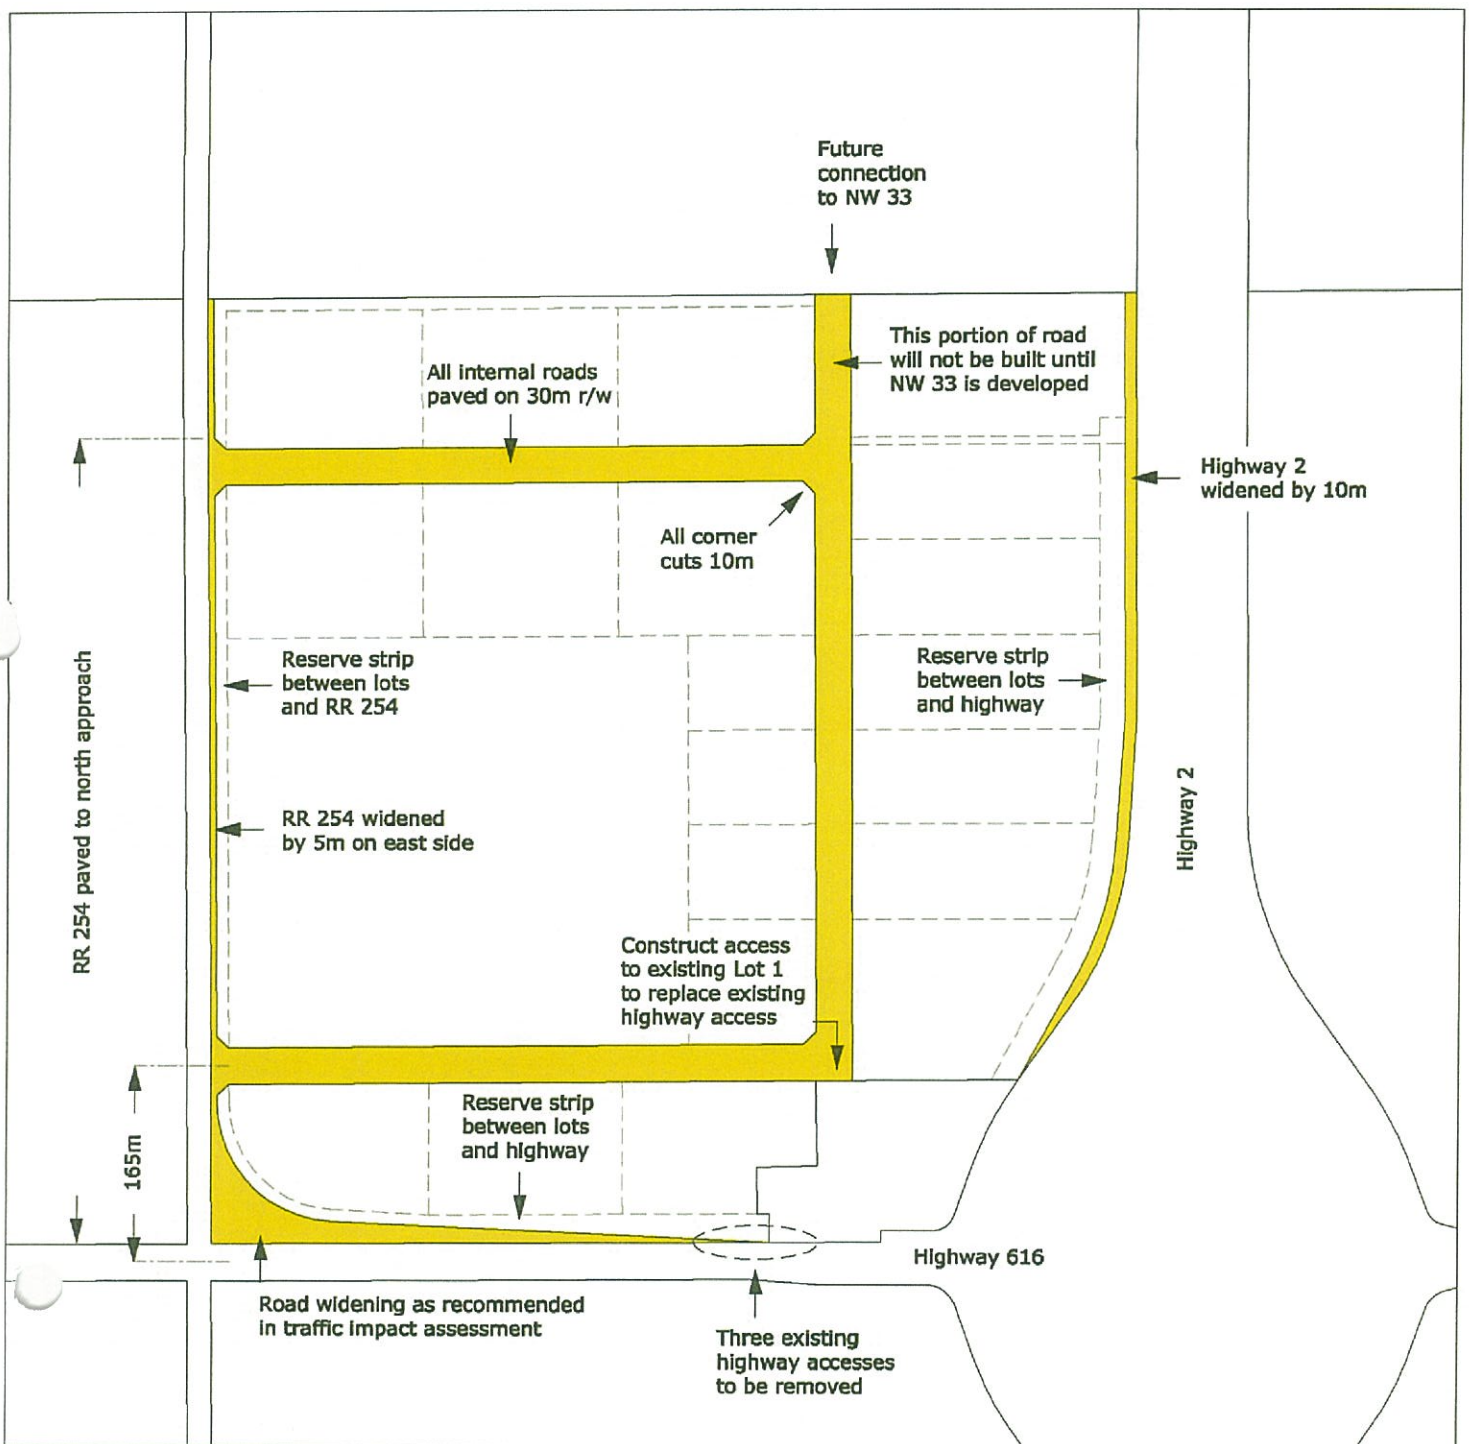 Future
connection
to NW 33
This portion of road
will not be built until
NW 33 is developed
All internal roads
paved on 30m r/w
Highway 2
widened by 10m
All corner
cuts 10m
Reserve strip
between lots
and RR 254
Reserve strip
between lots
and highway
RR 254 paved to north approach
RR 254 widened
by 5m on east side
Highway 2
Construct access
to existing Lot 1
to replace existing
highway access
Reserve strip
between lots
and highway
165m
Highway 616
Road widening as recommended
in traffic impact assessment
Three existing
highway accesses
to be removed